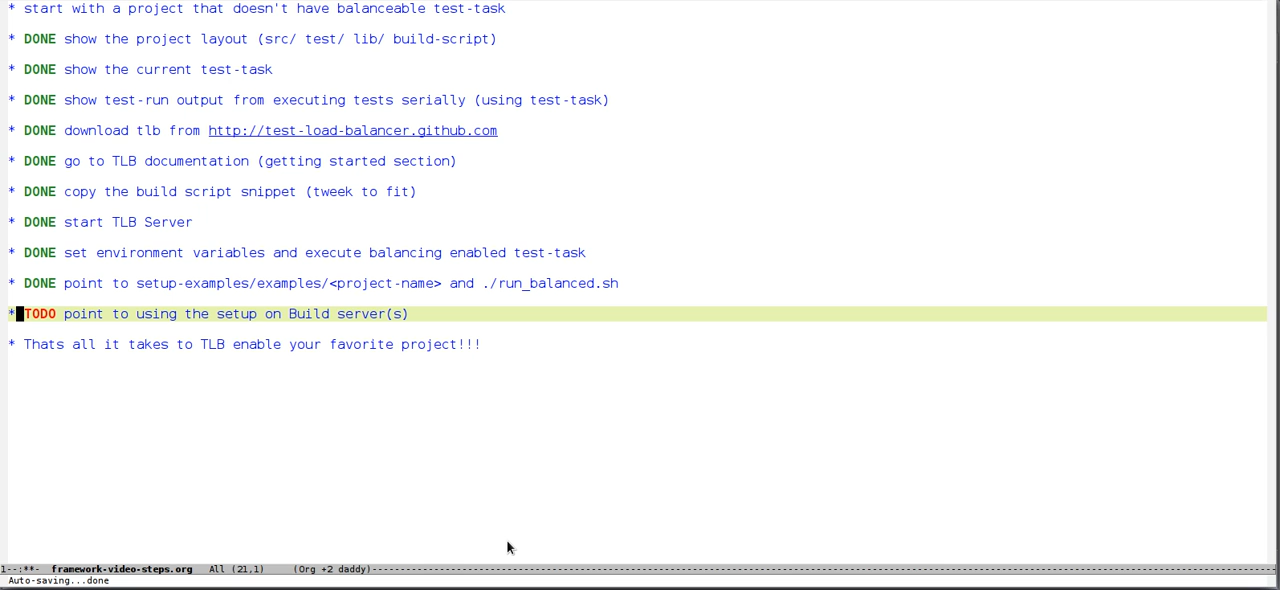 * start with a project that doesn't have balanceable test-task
* DONE show the project layout (src/ test/ lib/ build-script)
* DONE show the current test-task
* DONE show test-run output from executing tests serially (using test-task)
* DONE download tlb from http://test-load-balancer.github.com
* DONE go to TLB documentation (getting started section)
* DONE copy the build script snippet (tweek to fit)
* DONE start TLB Server
* DONE set environment variables and execute balancing enabled test-task
* DONE point to setup-examples/examples/<project-name> and ./run_balanced.sh
* TODO point to using the setup on Build server(s)
* Thats all it takes to TLB enable your favorite project!!!
1--:**-  framework-video-steps.org   All (21,1)    (Org +2 daddy)--------------------------------------------------------------------------------
Auto-saving...done